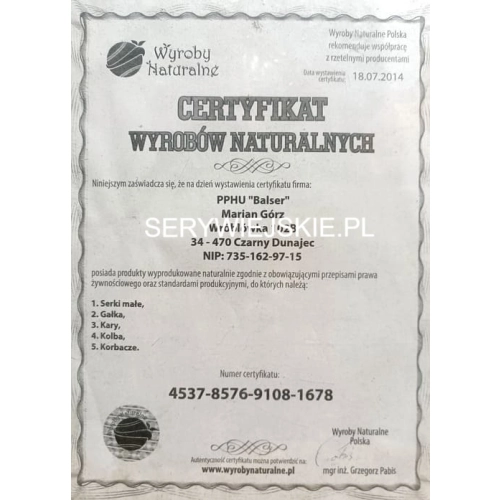 Wyroby
Naturalne
Wyroby Naturalne Polska
rekomenduje współpracę
z rzetelnymi producentami
Data wystawienia
certyfikatu: 18.07.2014
CERTYFIKAT
WYROBÓW NATURALNYCH
Niniejszym zaświadcza się, że na dzień wystawienia certyfikatu firma:
PPHU "Balser"
Marian Górz
SERYWIEJSKIE.PL
Wróblówka
34 - 470 Czarny Dunajec
NIP: 735-162-97-15
posiada produkty wyprodukowane naturalnie zgodnie z obowiązującymi przepisami prawa
żywnościowego oraz standardami produkcyjnymi, do których należą:
1. Serki małe,
2. Gałka,
3. Kary,
4. Kolba,
5. Korbacze.
Numer certyfikatu:
4537-8576-9108-1678
Wyroby Naturalne
Polska
Autentyczność certyfikatu można potwierdzić na:
www.wyrobynaturalne.pl
mgr inż. Grzegorz Pabis